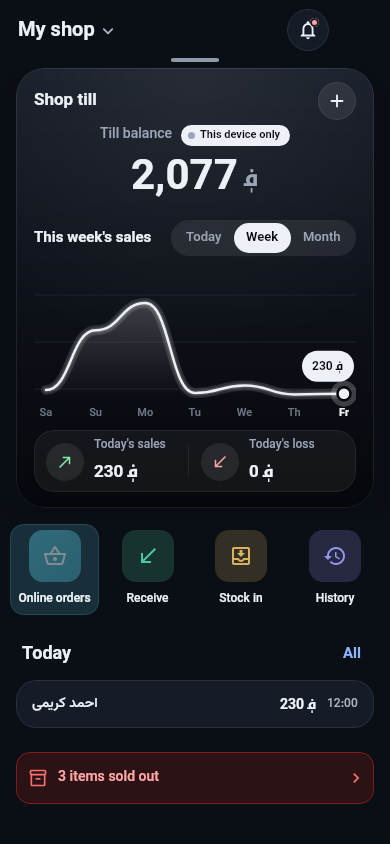 My shop
Shop till
Till balance
This device only
2,077 ؋
This week's sales
Today Week Month
230 ؋
Sa Su Mo Tu We Th Fr
Today's sales
230 ؋
Today's loss
0 ؋
Online orders Receive Stock in History
Today All
احمد کریمی
230 ؋ 12:00
3 items sold out